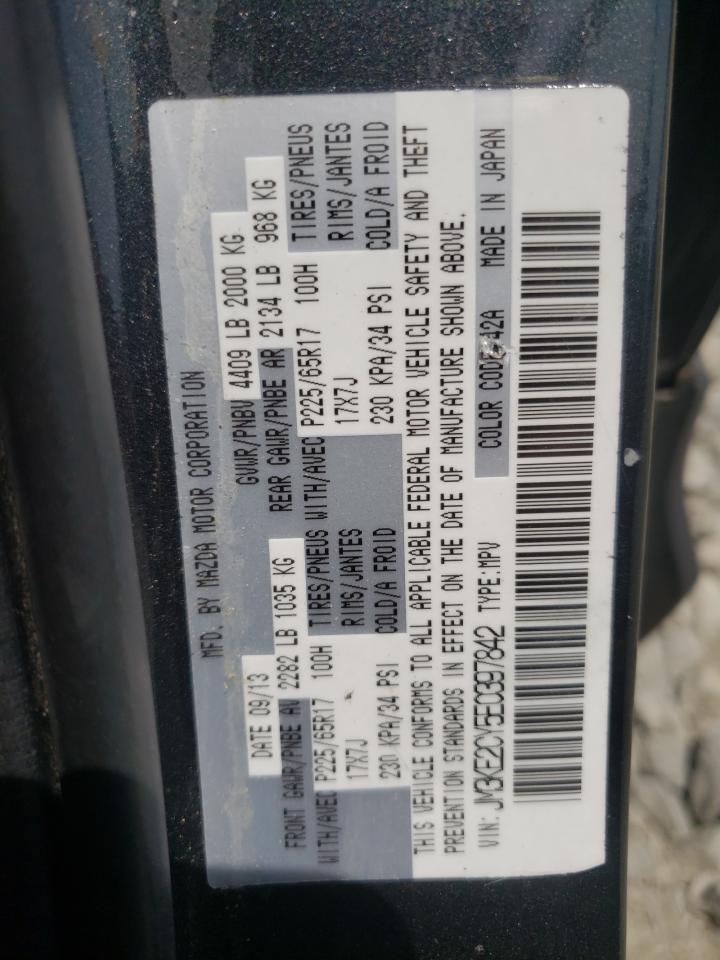 MFD. BY MAZDA MOTOR CORPORATION
DATE 09/13 GVWR/PNBV 4409 LB 2000 KG
FRONT GAWR/PNBE AV 2282 LB 1035 KG REAR GAWR/PNBE AR 2134 LB 968 KG
WITH/AVEC P225/65R17 100H TIRES/PNEUS WITH/AVEC P225/65R17 100H TIRES/PNEUS
17X7J RIMS/JANTES 17X7J RIMS/JANTES
230 KPA/34 PSI COLD/A FROID 230 KPA/34 PSI COLD/A FROID
THIS VEHICLE CONFORMS TO ALL APPLICABLE FEDERAL MOTOR VEHICLE SAFETY AND THEFT
PREVENTION STANDARDS IN EFFECT ON THE DATE OF MANUFACTURE SHOWN ABOVE.
VIN: JM3KE2CY5E0397842 TYPE:MPV COLOR CODE 42A MADE IN JAPAN